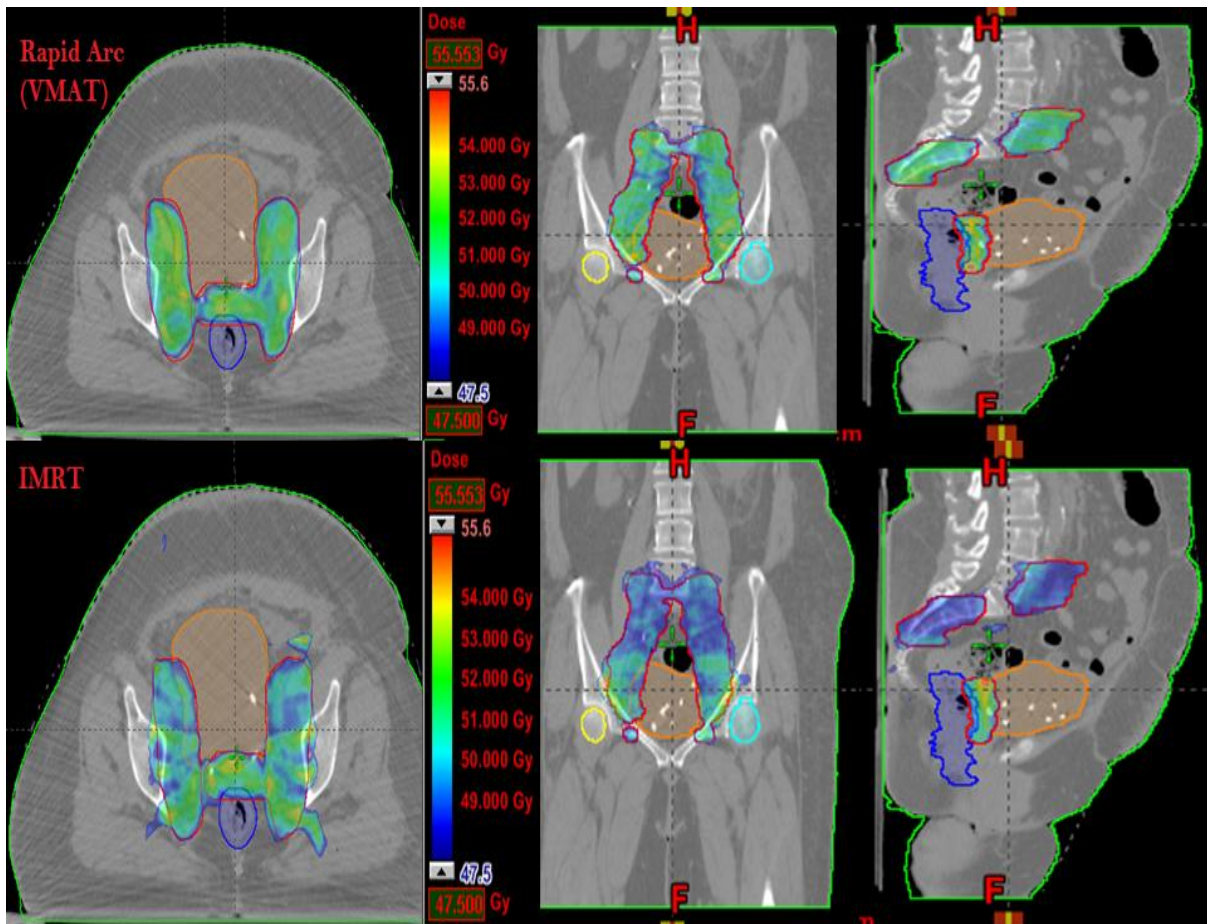 Rapid Arc
(VMAT)
Dose
55.553 Gy
55.6
54.000 Gy
53.000 Gy
52.000 Gy
51.000 Gy
50.000 Gy
49.000 Gy
47.5
47.500 Gy
H
F
H
F
.m
IMRT
Dose
55.553 Gy
55.6
54.000 Gy
53.000 Gy
52.000 Gy
51.000 Gy
50.000 Gy
49.000 Gy
47.5
47.500 Gy
H
F
H
F
m